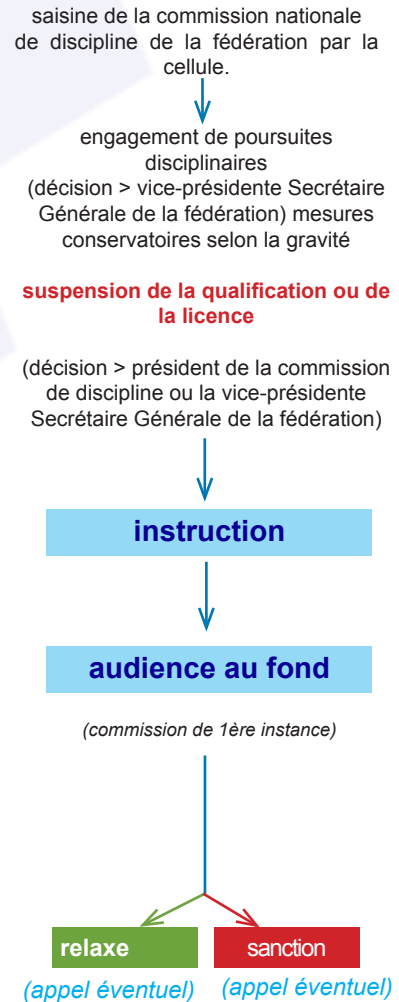 saisine de la commission nationale
de discipline de la fédération par la
cellule.
engagement de poursuites
disciplinaires
(décision > vice-présidente Secrétaire
Générale de la fédération) mesures
conservatoires selon la gravité
suspension de la qualification ou de
la licence
(décision > président de la commission
de discipline ou la vice-présidente
Secrétaire Générale de la fédération)
instruction
audience au fond
(commission de 1ère instance)
relaxe
sanction
(appel éventuel)
(appel éventuel)